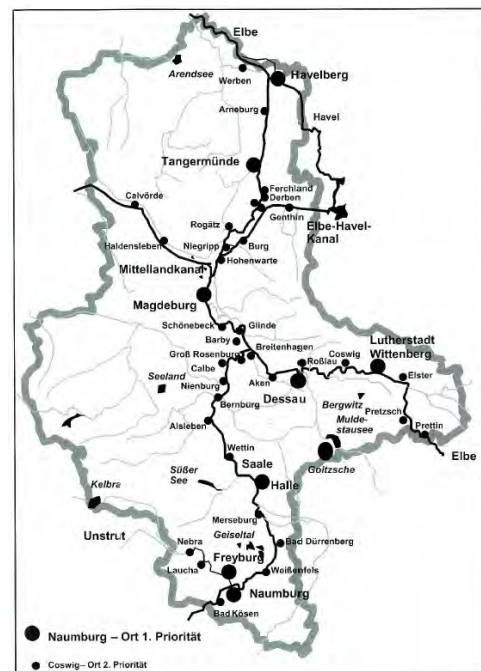 Elbe
Arendsee
Werben
Havelberg
Arneburg
Havel
Tangermünde
Ferchland
Derben
Calvörde
Genthin
Rogätz
Elbe-Havel-
Kanal
Haldensleben
Niegripp
Burg
Hohenwarte
Mittellandkanal
Magdeburg
Schönebeck
Glinde
Barby
Lutherstadt
Wittenberg
Groß Rosenburg
Breitenhagen
Roßlau
Coswig
Calbe
Seeland
Nienburg
Aken
Dessau
Elster
Bernburg
Bergwitz
Pretzsch
Mulde-
stausee
Alsleben
Prettin
Goitzsche
Elbe
Wettin
Saale
Süßer
See
Halle
Kelbra
Merseburg
Unstrut
Geiseltal
Nebra
Bad Dürrenberg
Freyburg
Laucha
Weißenfels
Naumburg
Bad Kösen
Naumburg – Ort 1. Priorität
Coswig– Ort 2. Priorität